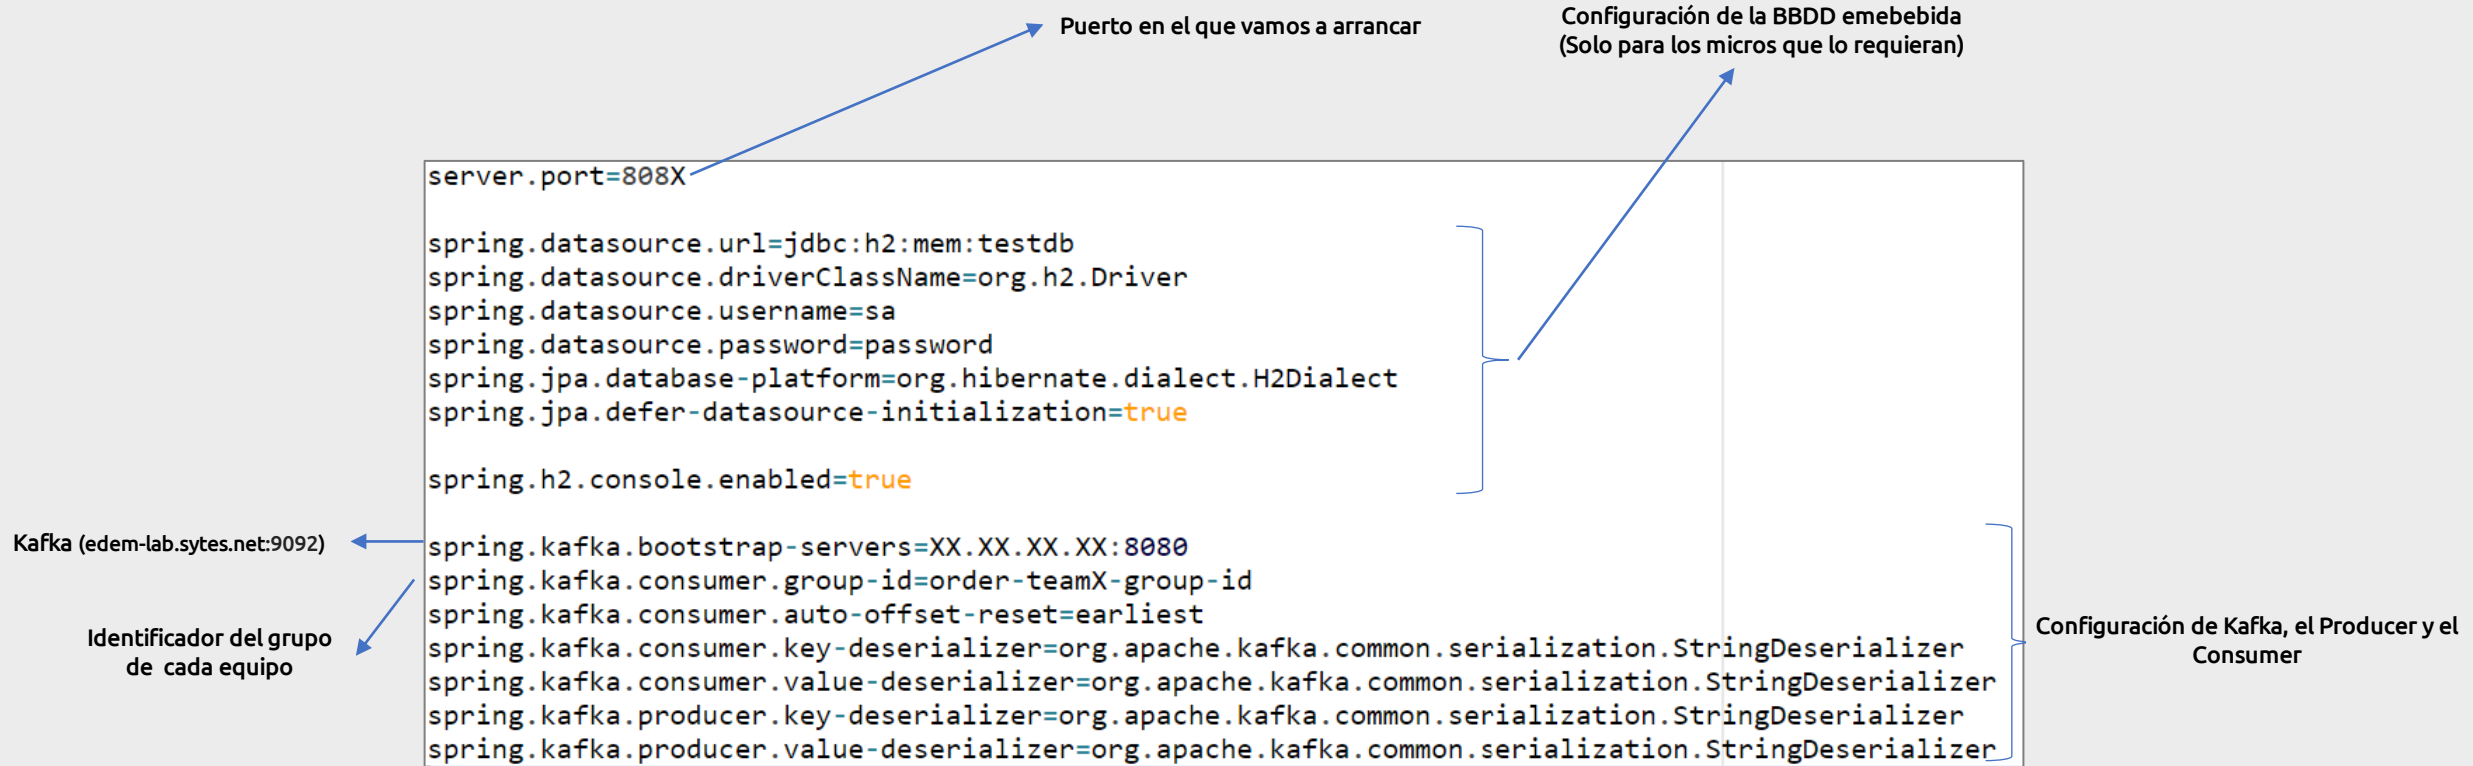 Puerto en el que vamos a arrancar
Configuración de la BBDD emebebida
(Solo para los micros que lo requieran)
server.port=808X
spring.datasource.url=jdbc:h2:mem:testdb
spring.datasource.driverClassName=org.h2.Driver
spring.datasource.username=sa
spring.datasource.password=password
spring.jpa.database-platform=org.hibernate.dialect.H2Dialect
spring.jpa.defer-datasource-initialization=true
spring.h2.console.enabled=true
Kafka (edem-lab.sytes.net:9092)
spring.kafka.bootstrap-servers=XX.XX.XX.XX:8080
spring.kafka.consumer.group-id=order-teamX-group-id
spring.kafka.consumer.auto-offset-reset=earliest
spring.kafka.consumer.key-deserializer=org.apache.kafka.common.serialization.StringDeserializer
spring.kafka.consumer.value-deserializer=org.apache.kafka.common.serialization.StringDeserializer
spring.kafka.producer.key-deserializer=org.apache.kafka.common.serialization.StringDeserializer
spring.kafka.producer.value-deserializer=org.apache.kafka.common.serialization.StringDeserializer
Identificador del grupo
de cada equipo
Configuración de Kafka, el Producer y el
Consumer